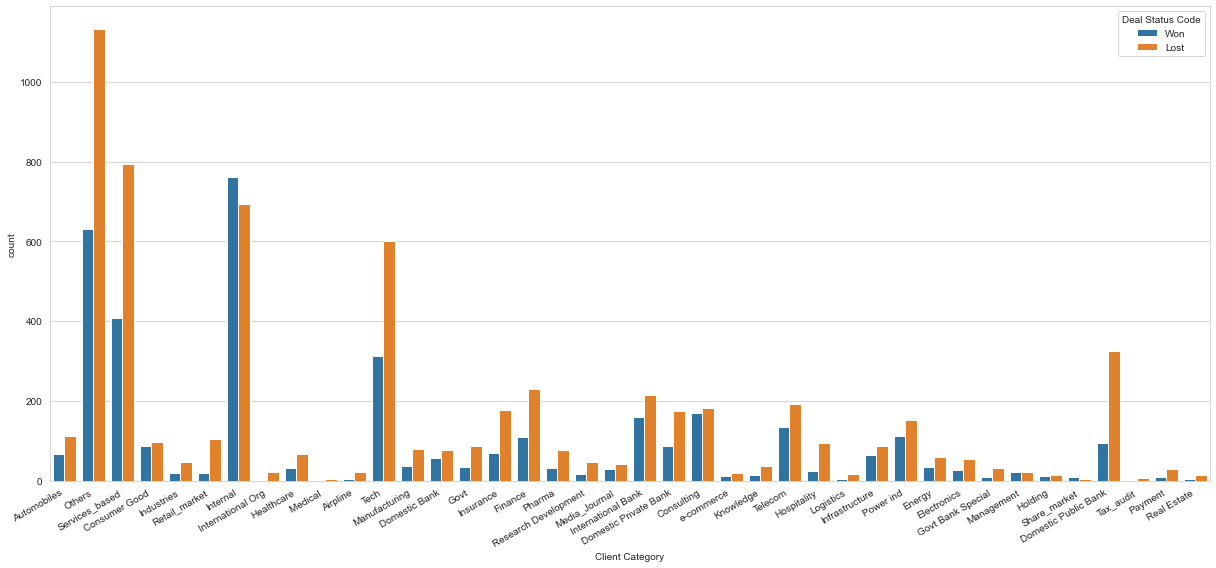 Deal Status Code
Won
Lost
1000
800
600
400
200
0
count
Automobiles
Others
Services_based
Consumer Good
Industries
Retail_market
Internal
International Org
Healthcare
Medical
Airpline
Tech
Manufacturing
Domestic Bank
Govt
Insurance
Finance
Pharma
Research Development
Media_Journal
International Bank
Domestic Private Bank
Consulting
e-commerce
Knowledge
Telecom
Hospitality
Logistics
Infrastructure
Power ind
Energy
Electronics
Govt Bank Special
Management
Holding
Share_market
Domestic Public Bank
Tax_audit
Payment
Real Estate
Client Category